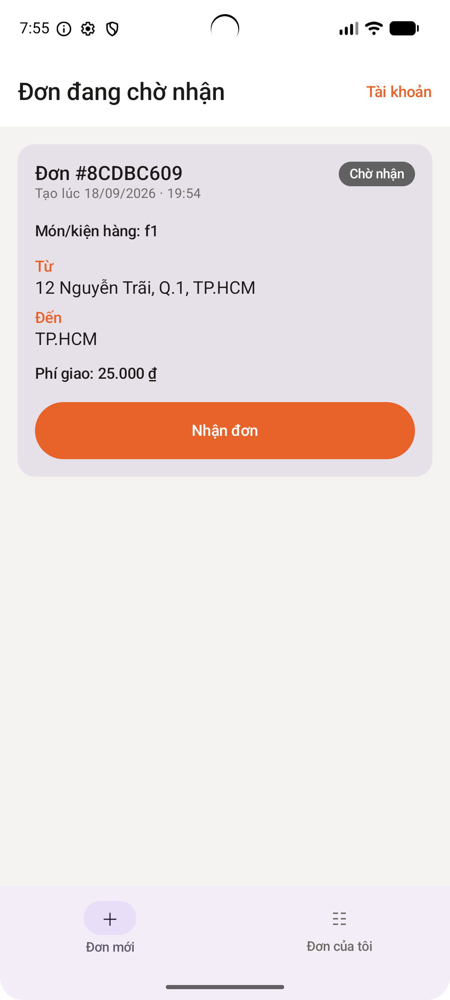 7:55
Đơn đang chờ nhận
Tài khoản
Đơn #8CDBC609
Chờ nhận
Tạo lúc 18/09/2026 · 19:54
Món/kiện hàng: f1
Từ
12 Nguyễn Trãi, Q.1, TP.HCM
Đến
TP.HCM
Phí giao: 25.000 ₫
Nhận đơn
Đơn mới
Đơn của tôi